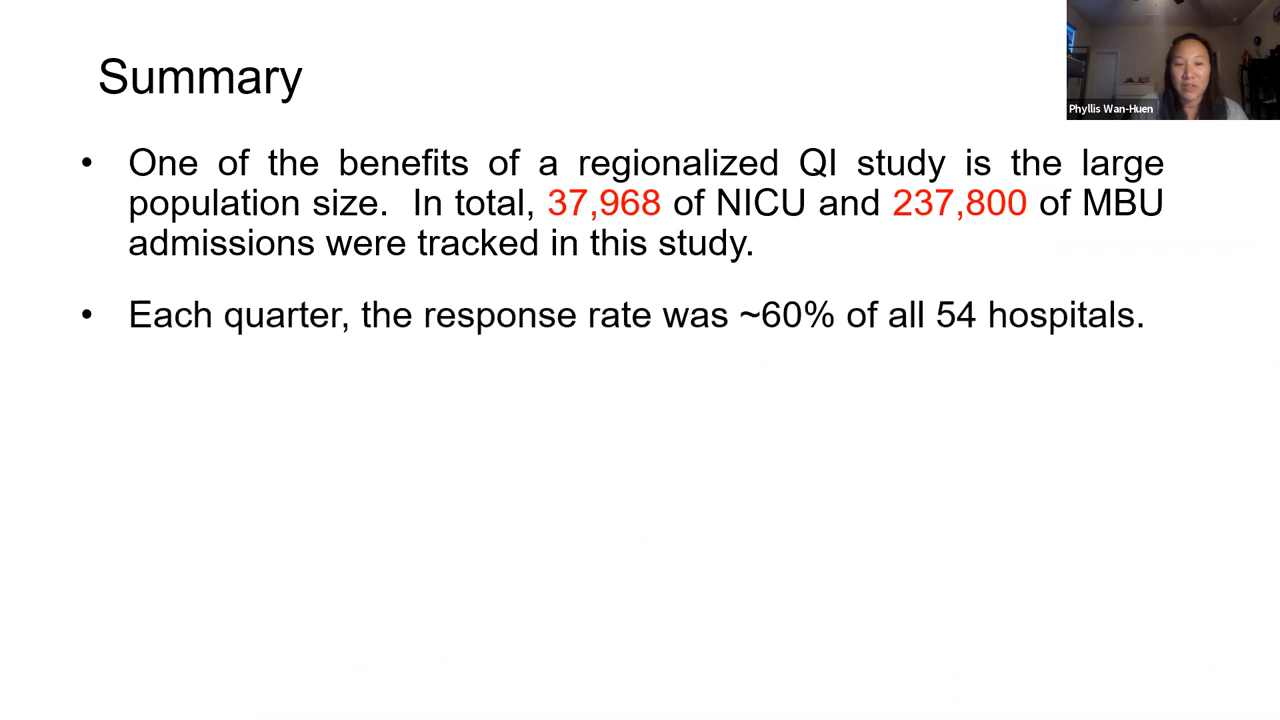 Summary
Phyllis Wan-Huen
• One of the benefits of a regionalized QI study is the large
population size.  In total, 37,968 of NICU and 237,800 of MBU
admissions were tracked in this study.
• Each quarter, the response rate was ~60% of all 54 hospitals.